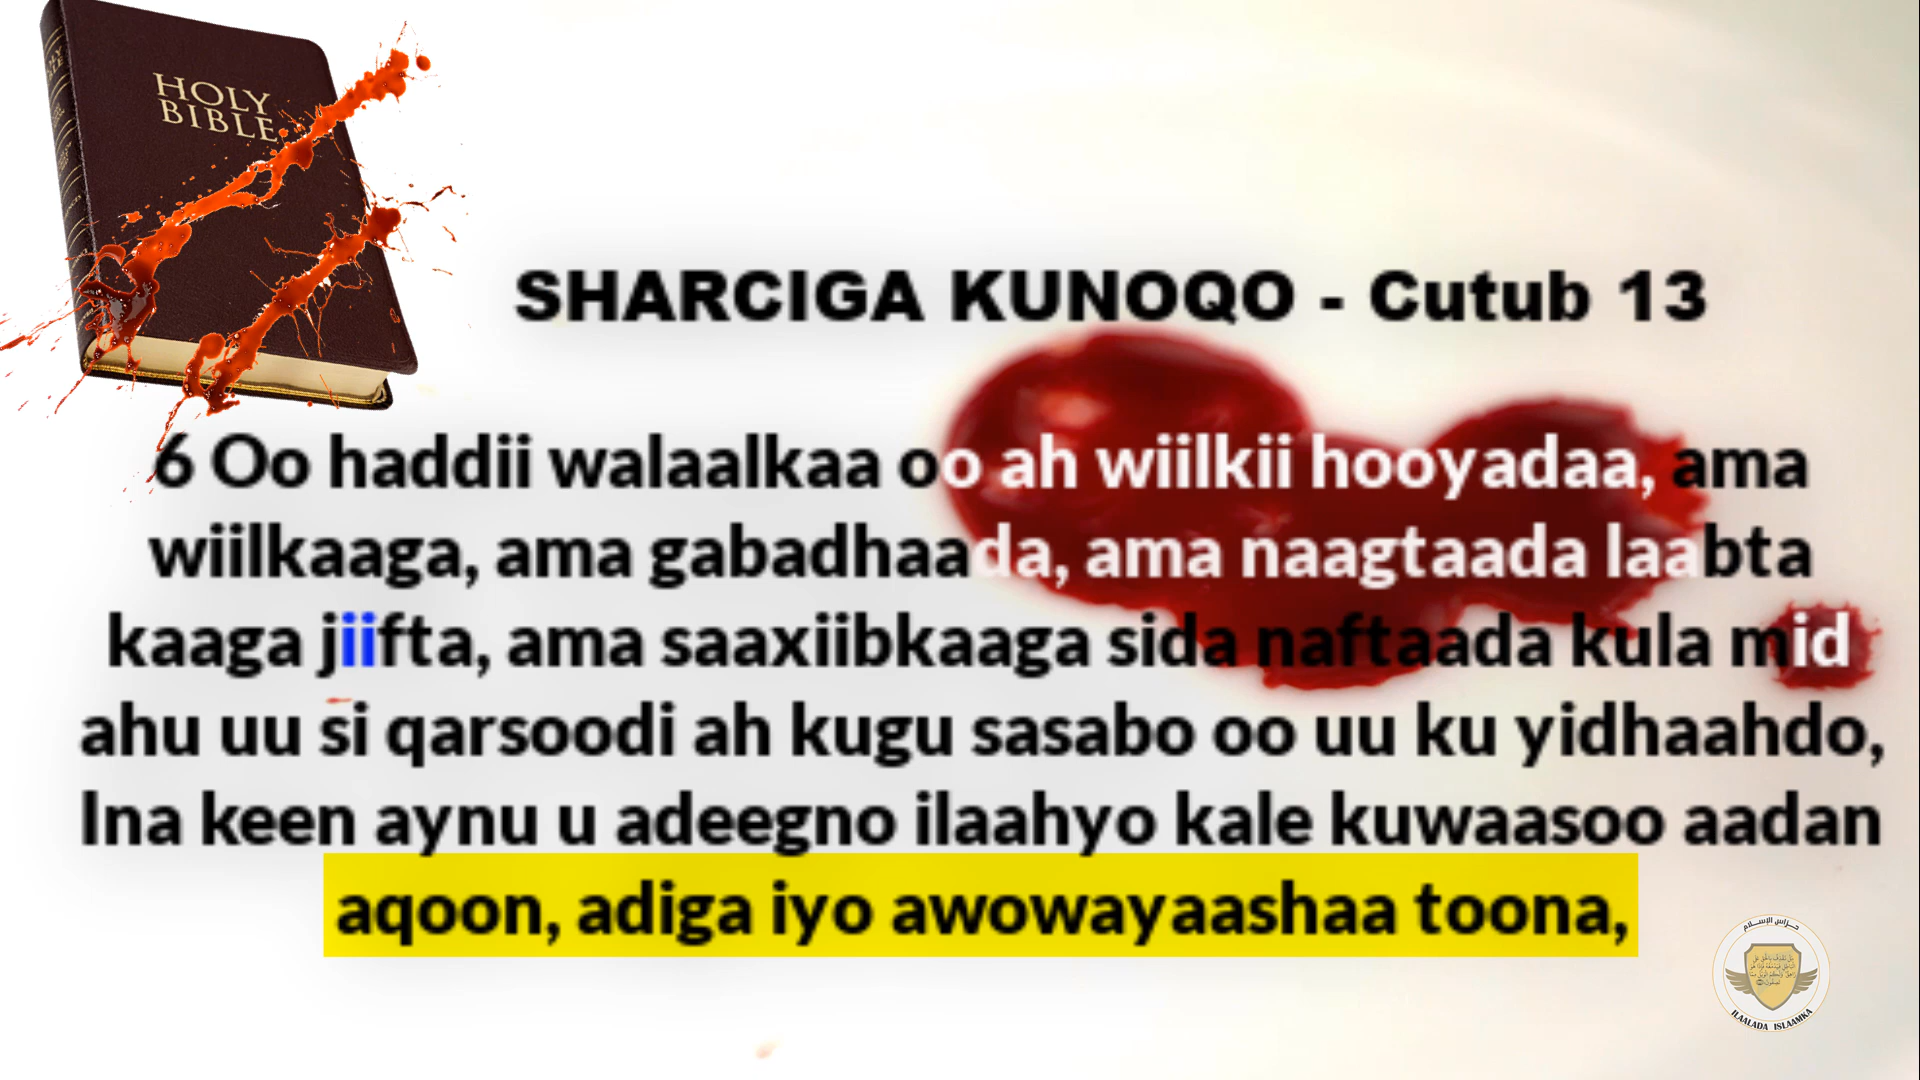 HOLY
BIBLE
SHARCIGA KUNOQO - Cutub 13
6 Oo haddii walaalkaa oo ah wiilkii hooyadaa, ama
wiilkaaga, ama gabadhaada, ama naagtaada laabta
kaaga jiifta, ama saaxiibkaaga sida naftaada kula mid
ahu uu si qarsoodi ah kugu sasabo oo uu ku yidhaahdo,
Ina keen aynu u adeegno ilaahyo kale kuwaasoo aadan
aqoon, adiga iyo awowayaashaa toona,
حراس الإسلام
ILAALADA ISLAAMKA